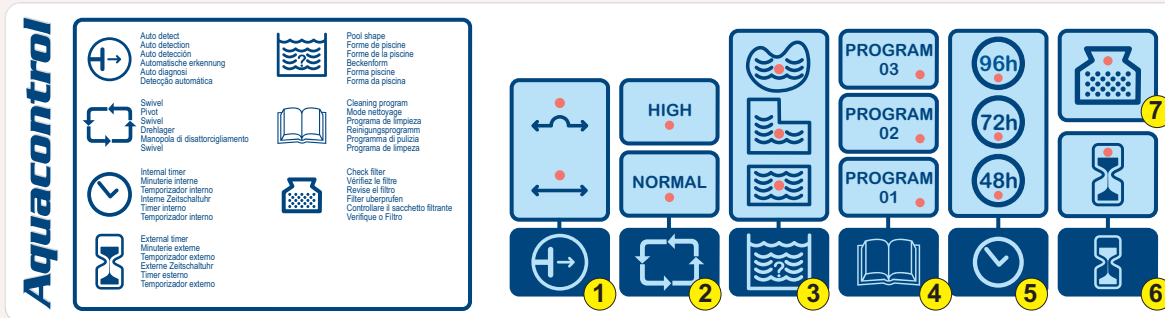 Aquacontrol
Auto detect
Auto detection
Auto detección
Automatische erkennung
Auto diagnosi
Detecção automática
Swivel
Pivot
Swivel
Drehlager
Manopola di disattorcigliamento
Swivel
Internal timer
Minuterie interne
Temporizador interno
Interne Zeitschaltuhr
Timer interno
Temporizador interno
External timer
Minuterie externe
Temporizador externo
Externe Zeitschaltuhr
Timer esterno
Temporizador externo
?
Pool shape
Forme de piscine
Forme de la piscine
Beckenform
Forma piscine
Forma da piscina
Cleaning program
Mode nettoyage
Programa de limpieza
Reinigungsprogramm
Programma di pulizia
Programa de limpeza
Check filter
Vérifiez le filtre
Revise el filtro
Filter uberprufen
Controllare il sacchetto filtrante
Verifique o Filtro
1
HIGH
NORMAL
2
?
3
PROGRAM
03
PROGRAM
02
PROGRAM
01
4
96h
72h
48h
5
7
6